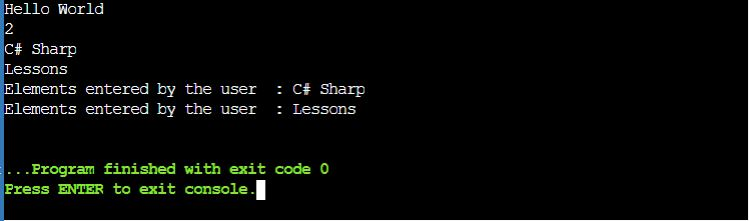 Hello World
2
C# Sharp
Lessons
Elements entered by the user  : C# Sharp
Elements entered by the user  : Lessons
...Program finished with exit code 0
Press ENTER to exit console.